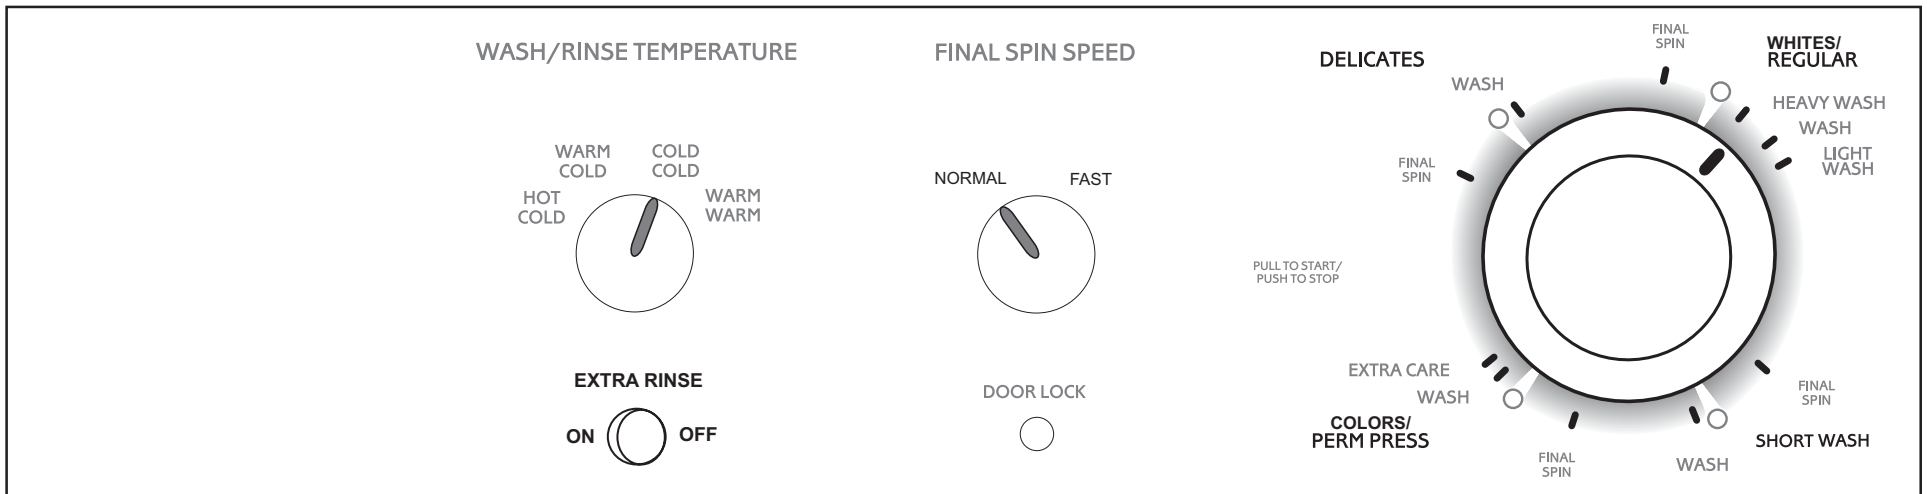 WASH/RINSE TEMPERATURE
WARM
COLD
COLD
COLD
HOT
COLD
WARM
WARM
EXTRA RINSE
ON
OFF
FINAL SPIN SPEED
NORMAL
FAST
DOOR LOCK
PULL TO START/
PUSH TO STOP
DELICATES
WASH
FINAL
SPIN
FINAL
SPIN
WHITES/
REGULAR
HEAVY WASH
WASH
LIGHT
WASH
EXTRA CARE
WASH
COLORS/
PERM PRESS
FINAL
SPIN
FINAL
SPIN
SHORT WASH
WASH